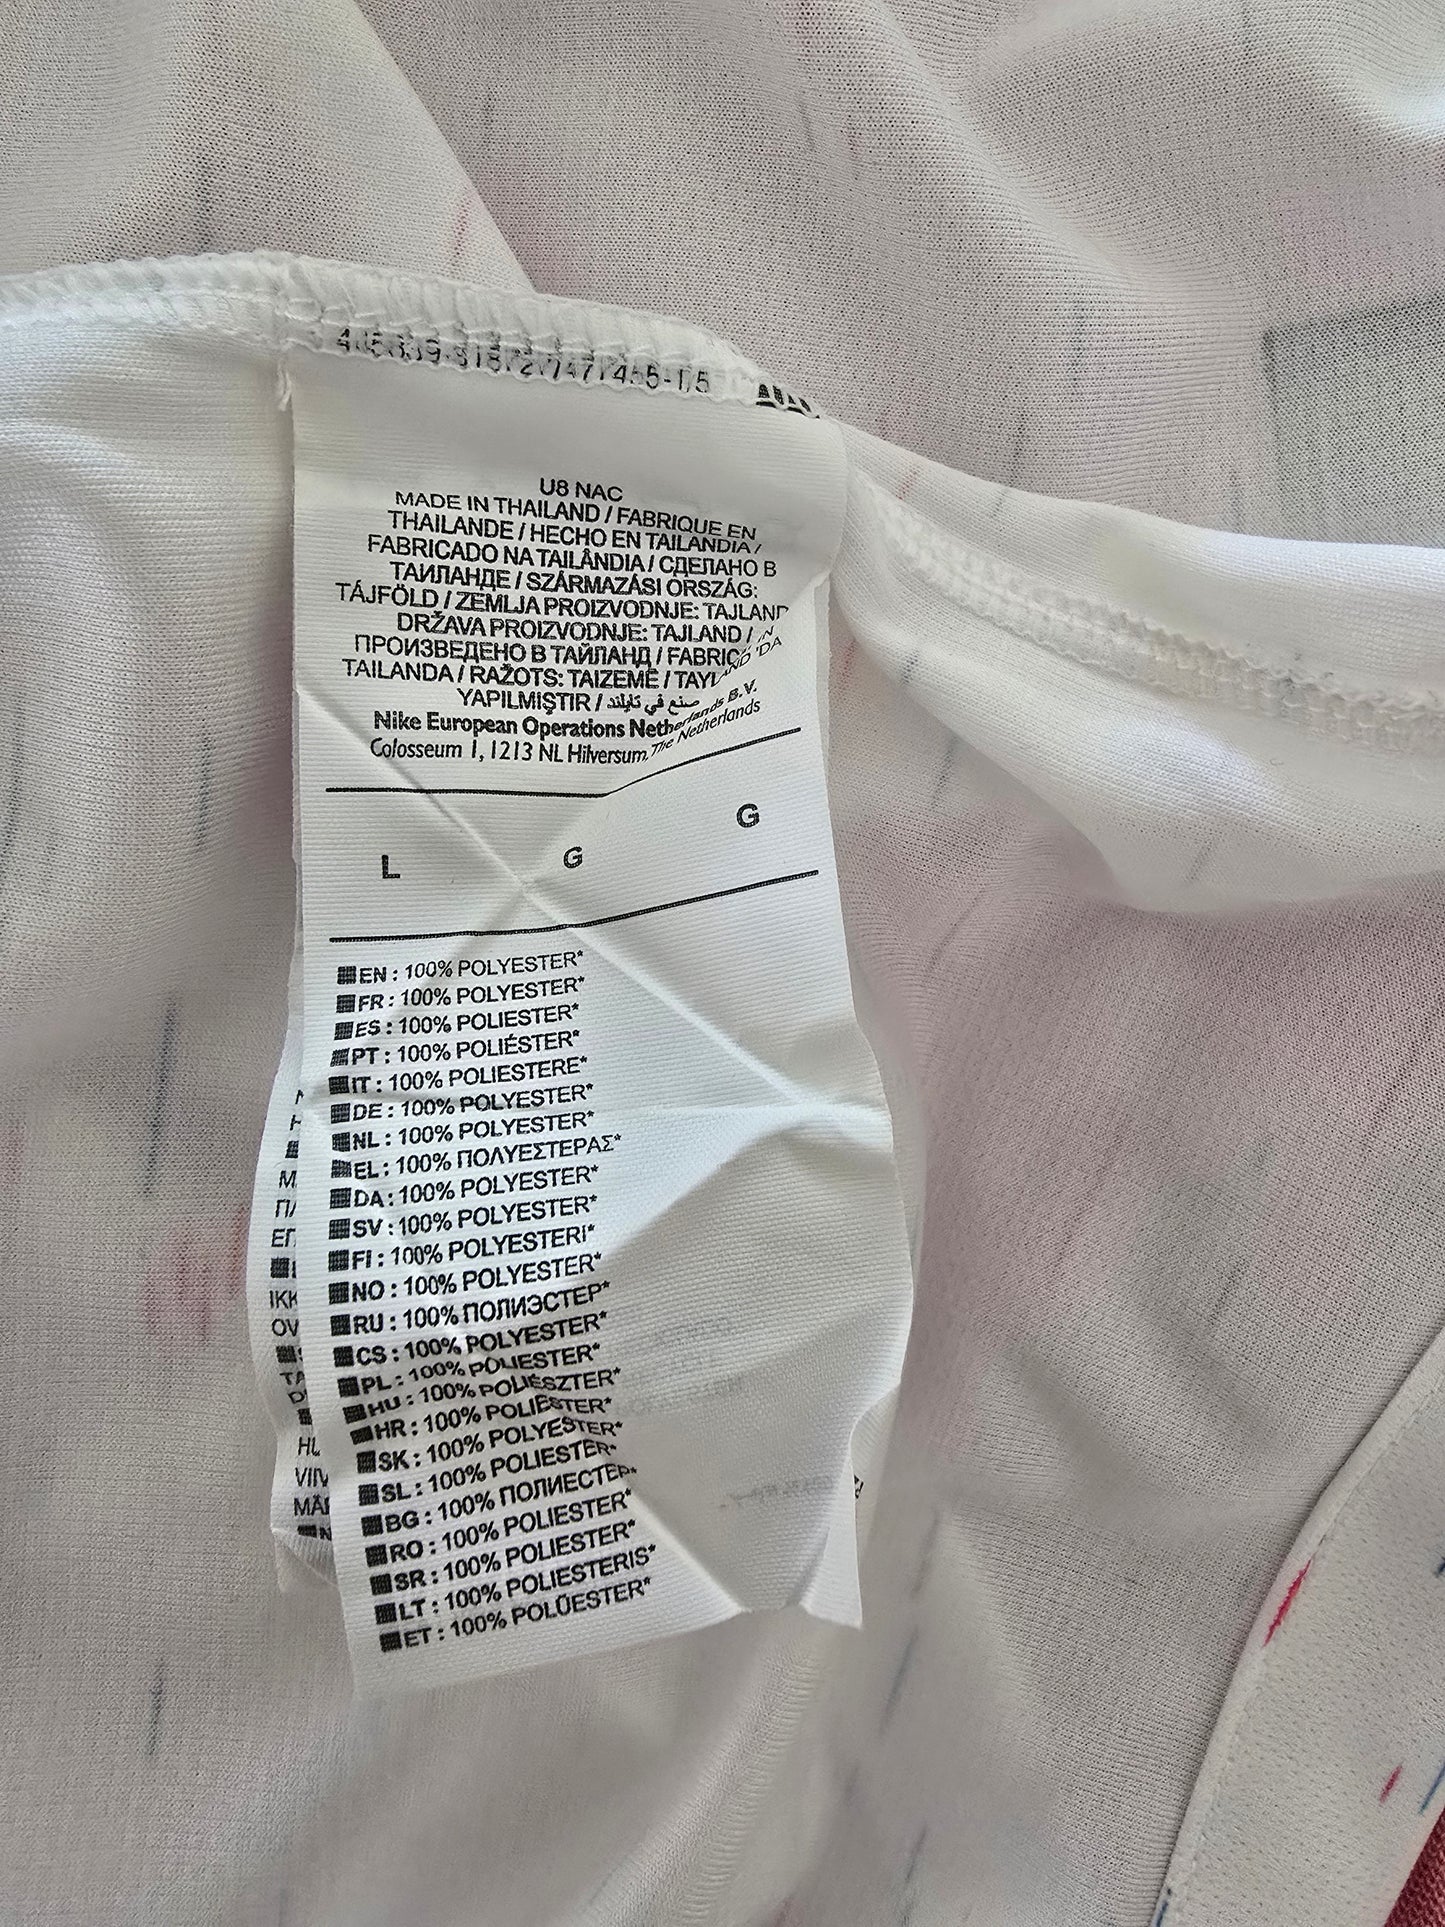 U8 NAC
MADE IN THAILAND / FABRIQUE EN
THAILANDE / HECHO EN TAILANDIA /
FABRICADO NA TAILÂNDIA / СДЕЛАНО В
ТАИЛАНДЕ / SZÁRMAZÁSI ORSZÁG:
TÁJFÖLD / ZEMLJA PROIZVODNJE: TAJLAND
DRŽAVA PROIZVODNJE: TAJLAND /
ПРОИЗВЕДЕНО В ТАЙЛАНД / FABRIC
TAILANDA / RAŽOTS: TAIZEMĒ / TAYLAND 'DA
YAPILMIŞTIR / صنع في تايلند
Nike European Operations Netherlands B.V.
Colosseum 1, 1213 NL Hilversum, The Netherlands
L G G
EN : 100% POLYESTER*
FR : 100% POLYESTER*
ES : 100% POLIESTER*
PT : 100% POLIÉSTER*
IT : 100% POLIESTERE*
DE : 100% POLYESTER*
NL : 100% POLYESTER*
EL : 100% ΠΟΛΥΕΣΤΕΡΑΣ*
DA : 100% POLYESTER*
SV : 100% POLYESTER*
FI : 100% POLYESTERI*
NO : 100% POLYESTER*
RU : 100% ПОЛИЭСТЕР*
CS : 100% POLYESTER*
PL : 100% POLIESTER*
HU : 100% POLIÉSZTER*
HR : 100% POLIESTER*
SK : 100% POLYESTER*
SL : 100% POLIESTER*
BG : 100% ПОЛИЕСТЕР*
RO : 100% POLIESTER*
SR : 100% POLIESTER*
LT : 100% POLIESTERIS*
ET : 100% POLÜESTER*